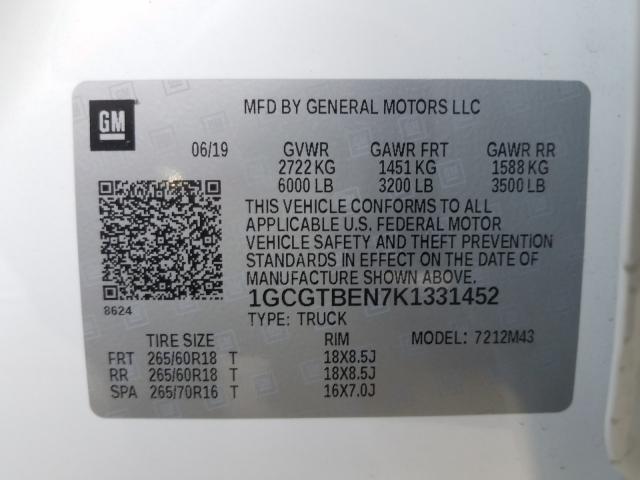 GM
MFD BY GENERAL MOTORS LLC
06/19 GVWR GAWR FRT GAWR RR
2722 KG 1451 KG 1588 KG
6000 LB 3200 LB 3500 LB
THIS VEHICLE CONFORMS TO ALL
APPLICABLE U.S. FEDERAL MOTOR
VEHICLE SAFETY AND THEFT PREVENTION
STANDARDS IN EFFECT ON THE DATE OF
MANUFACTURE SHOWN ABOVE.
8624 1GCGTBEN7K1331452
TYPE: TRUCK
TIRE SIZE RIM MODEL: 7212M43
FRT 265/60R18 T 18X8.5J
RR 265/60R18 T 18X8.5J
SPA 265/70R16 T 16X7.0J